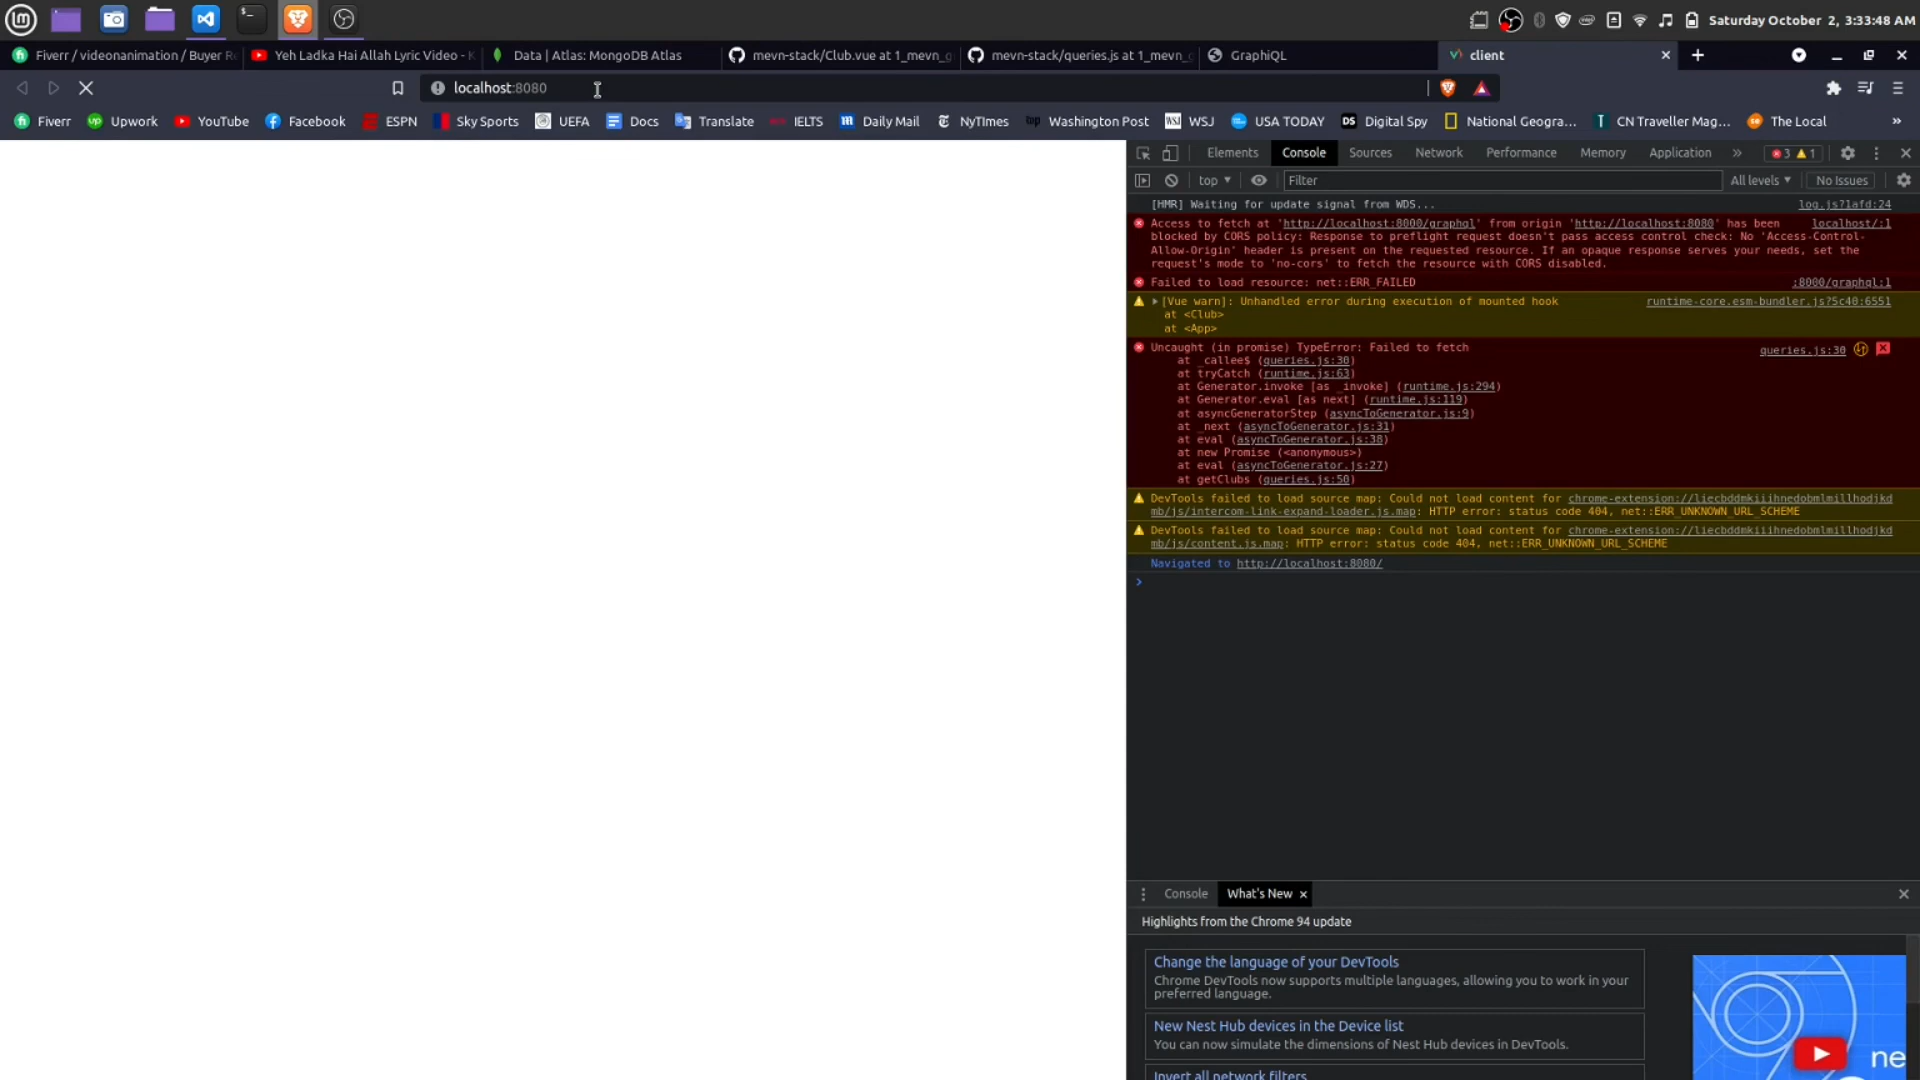 Saturday October 2, 3:33:48 AM
Fiverr / videonanimation / Buyer Re
Yeh Ladka Hai Allah Lyric Video - K
Data | Atlas: MongoDB Atlas
mevn-stack/Club.vue at 1_mevn_g
mevn-stack/queries.js at 1_mevn_g
GraphiQL
client
localhost:8080
Fiverr
Upwork
YouTube
Facebook
ESPN
Sky Sports
UEFA
Docs
Translate
IELTS
Daily Mail
NyTImes
Washington Post
WSJ
USA TODAY
Digital Spy
National Geogra...
CN Traveller Mag...
The Local
»
Elements Console Sources Network Performance Memory Application » 3 1
top Filter All levels No Issues
[HMR] Waiting for update signal from WDS... log.js?1afd:24
Access to fetch at 'http://localhost:8000/graphql' from origin 'http://localhost:8080' has been localhost/:1
blocked by CORS policy: Response to preflight request doesn't pass access control check: No 'Access-Control-
Allow-Origin' header is present on the requested resource. If an opaque response serves your needs, set the
request's mode to 'no-cors' to fetch the resource with CORS disabled.
Failed to load resource: net::ERR_FAILED :8000/graphql:1
[Vue warn]: Unhandled error during execution of mounted hook runtime-core.esm-bundler.js?5c40:6551
at <Club>
at <App>
Uncaught (in promise) TypeError: Failed to fetch queries.js:30
at _callee$ (queries.js:30)
at tryCatch (runtime.js:63)
at Generator.invoke [as _invoke] (runtime.js:294)
at Generator.eval [as next] (runtime.js:119)
at asyncGeneratorStep (asyncToGenerator.js:9)
at _next (asyncToGenerator.js:31)
at eval (asyncToGenerator.js:38)
at new Promise (<anonymous>)
at eval (asyncToGenerator.js:27)
at getClubs (queries.js:50)
DevTools failed to load source map: Could not load content for chrome-extension://liecbddmkiiihnedobmlmillhodjkd
mb/js/intercom-link-expand-loader.js.map: HTTP error: status code 404, net::ERR_UNKNOWN_URL_SCHEME
DevTools failed to load source map: Could not load content for chrome-extension://liecbddmkiiihnedobmlmillhodjkd
mb/js/content.js.map: HTTP error: status code 404, net::ERR_UNKNOWN_URL_SCHEME
Navigated to http://localhost:8080/
Console What's New
Highlights from the Chrome 94 update
Change the language of your DevTools
Chrome DevTools now supports multiple languages, allowing you to work in your
preferred language.
New Nest Hub devices in the Device list
You can now simulate the dimensions of Nest Hub devices in DevTools.
Invert all network filters
ne